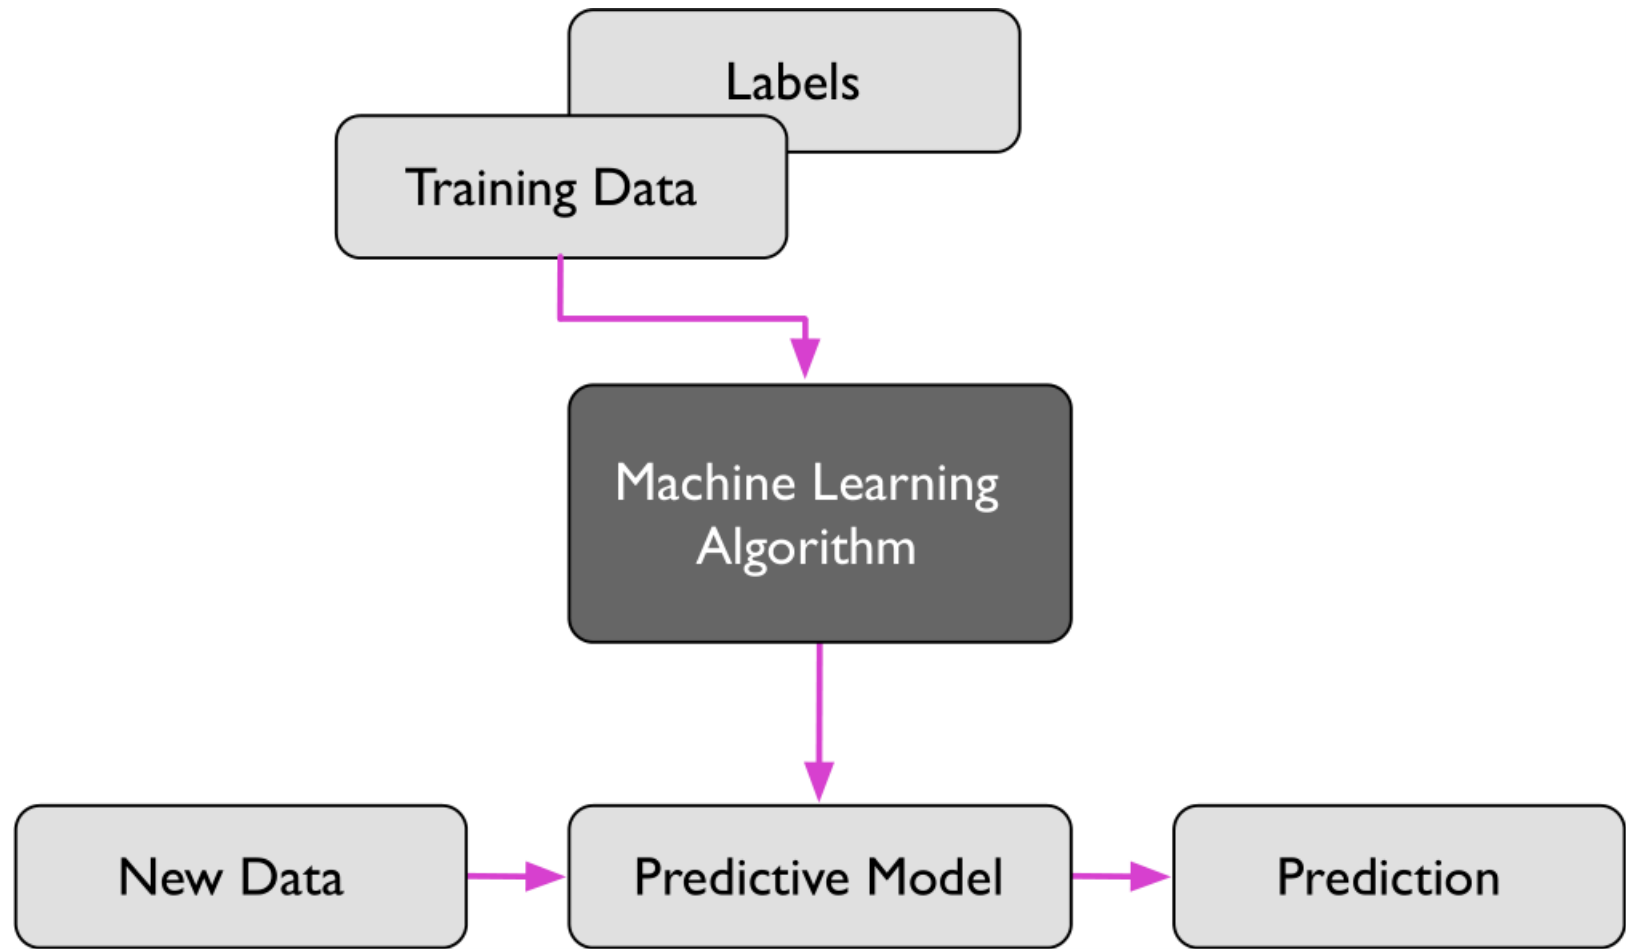 Labels
Training Data
Machine Learning
Algorithm
New Data
Predictive Model
Prediction